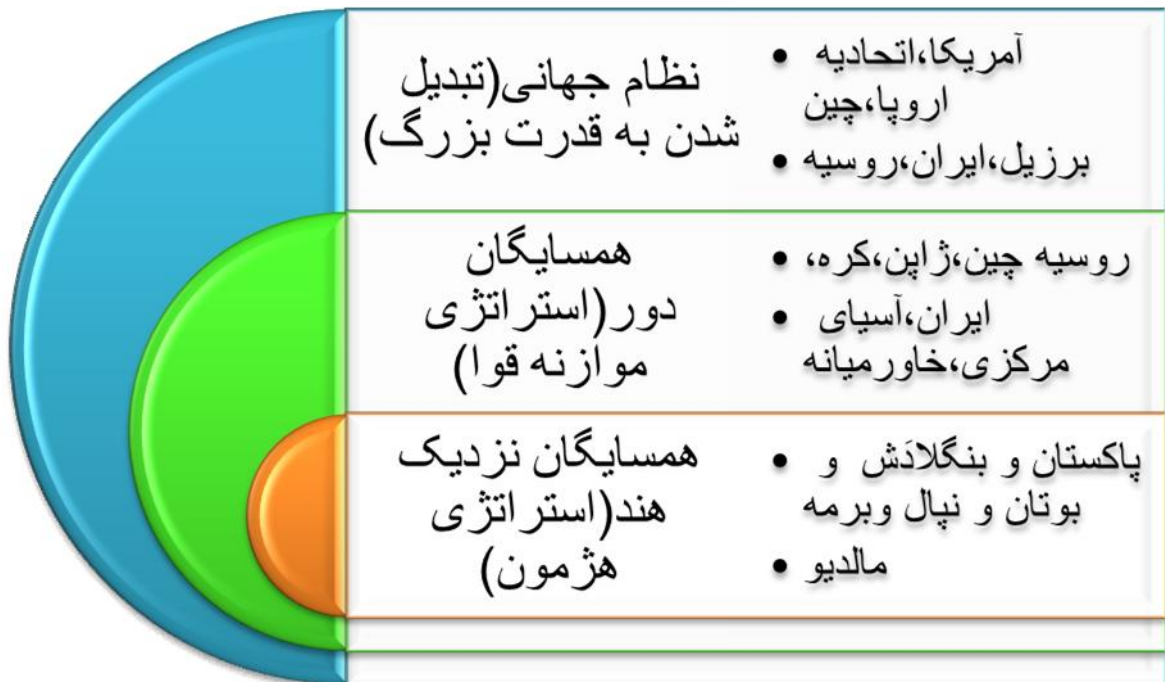 نظام جهانی(تبدیل
شدن به قدرت بزرگ)
• آمریکا،اتحادیه
اروپا،چین
• برزیل،ایران،روسیه
همسایگان
دور(استراتژی
موازنه قوا)
• روسیه چین،ژاپن،کره،
• ایران،آسیای
مرکزی،خاورمیانه
همسایگان نزدیک
هند(استراتژی
هژمون)
• پاکستان و بنگلادَش و
بوتان و نپال وبرمه
• مالدیو